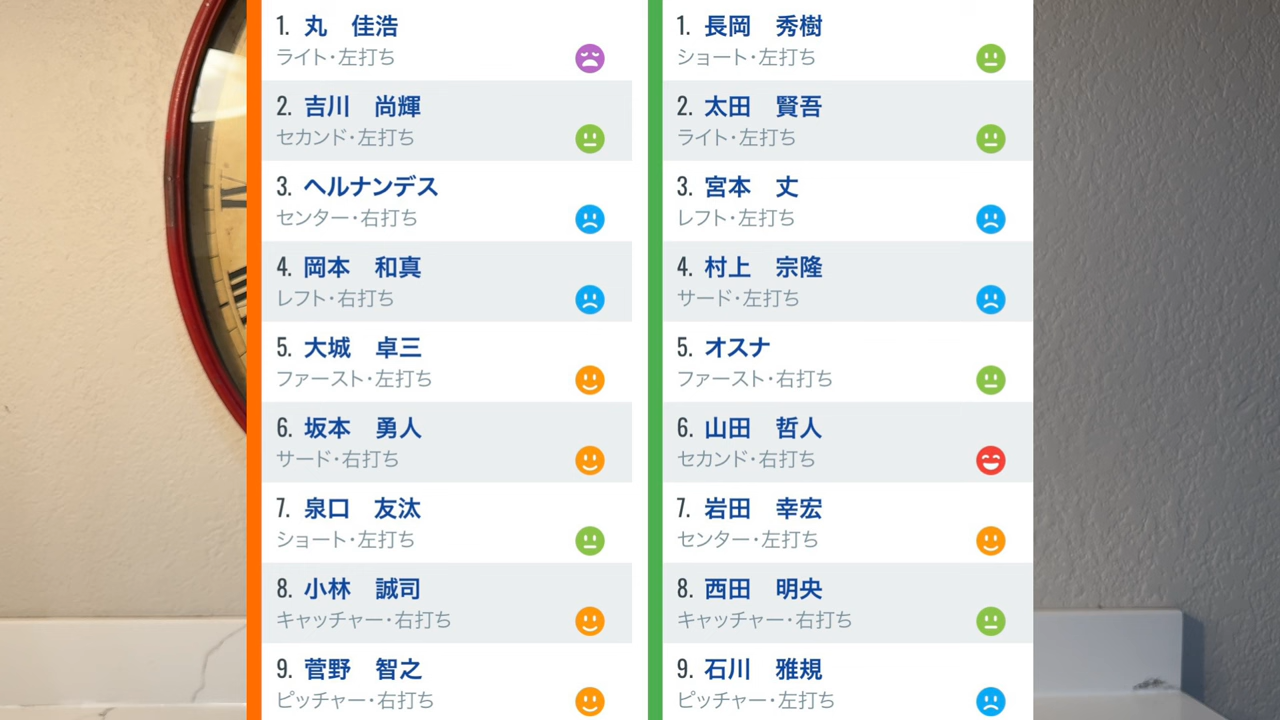 1. 丸　佳浩
ライト・左打ち
2. 吉川　尚輝
セカンド・左打ち
3. ヘルナンデス
センター・右打ち
4. 岡本　和真
レフト・右打ち
5. 大城　卓三
ファースト・左打ち
6. 坂本　勇人
サード・右打ち
7. 泉口　友汰
ショート・左打ち
8. 小林　誠司
キャッチャー・右打ち
9. 菅野　智之
ピッチャー・右打ち
1. 長岡　秀樹
ショート・左打ち
2. 太田　賢吾
ライト・左打ち
3. 宮本　丈
レフト・左打ち
4. 村上　宗隆
サード・左打ち
5. オスナ
ファースト・右打ち
6. 山田　哲人
セカンド・右打ち
7. 岩田　幸宏
センター・左打ち
8. 西田　明央
キャッチャー・右打ち
9. 石川　雅規
ピッチャー・左打ち